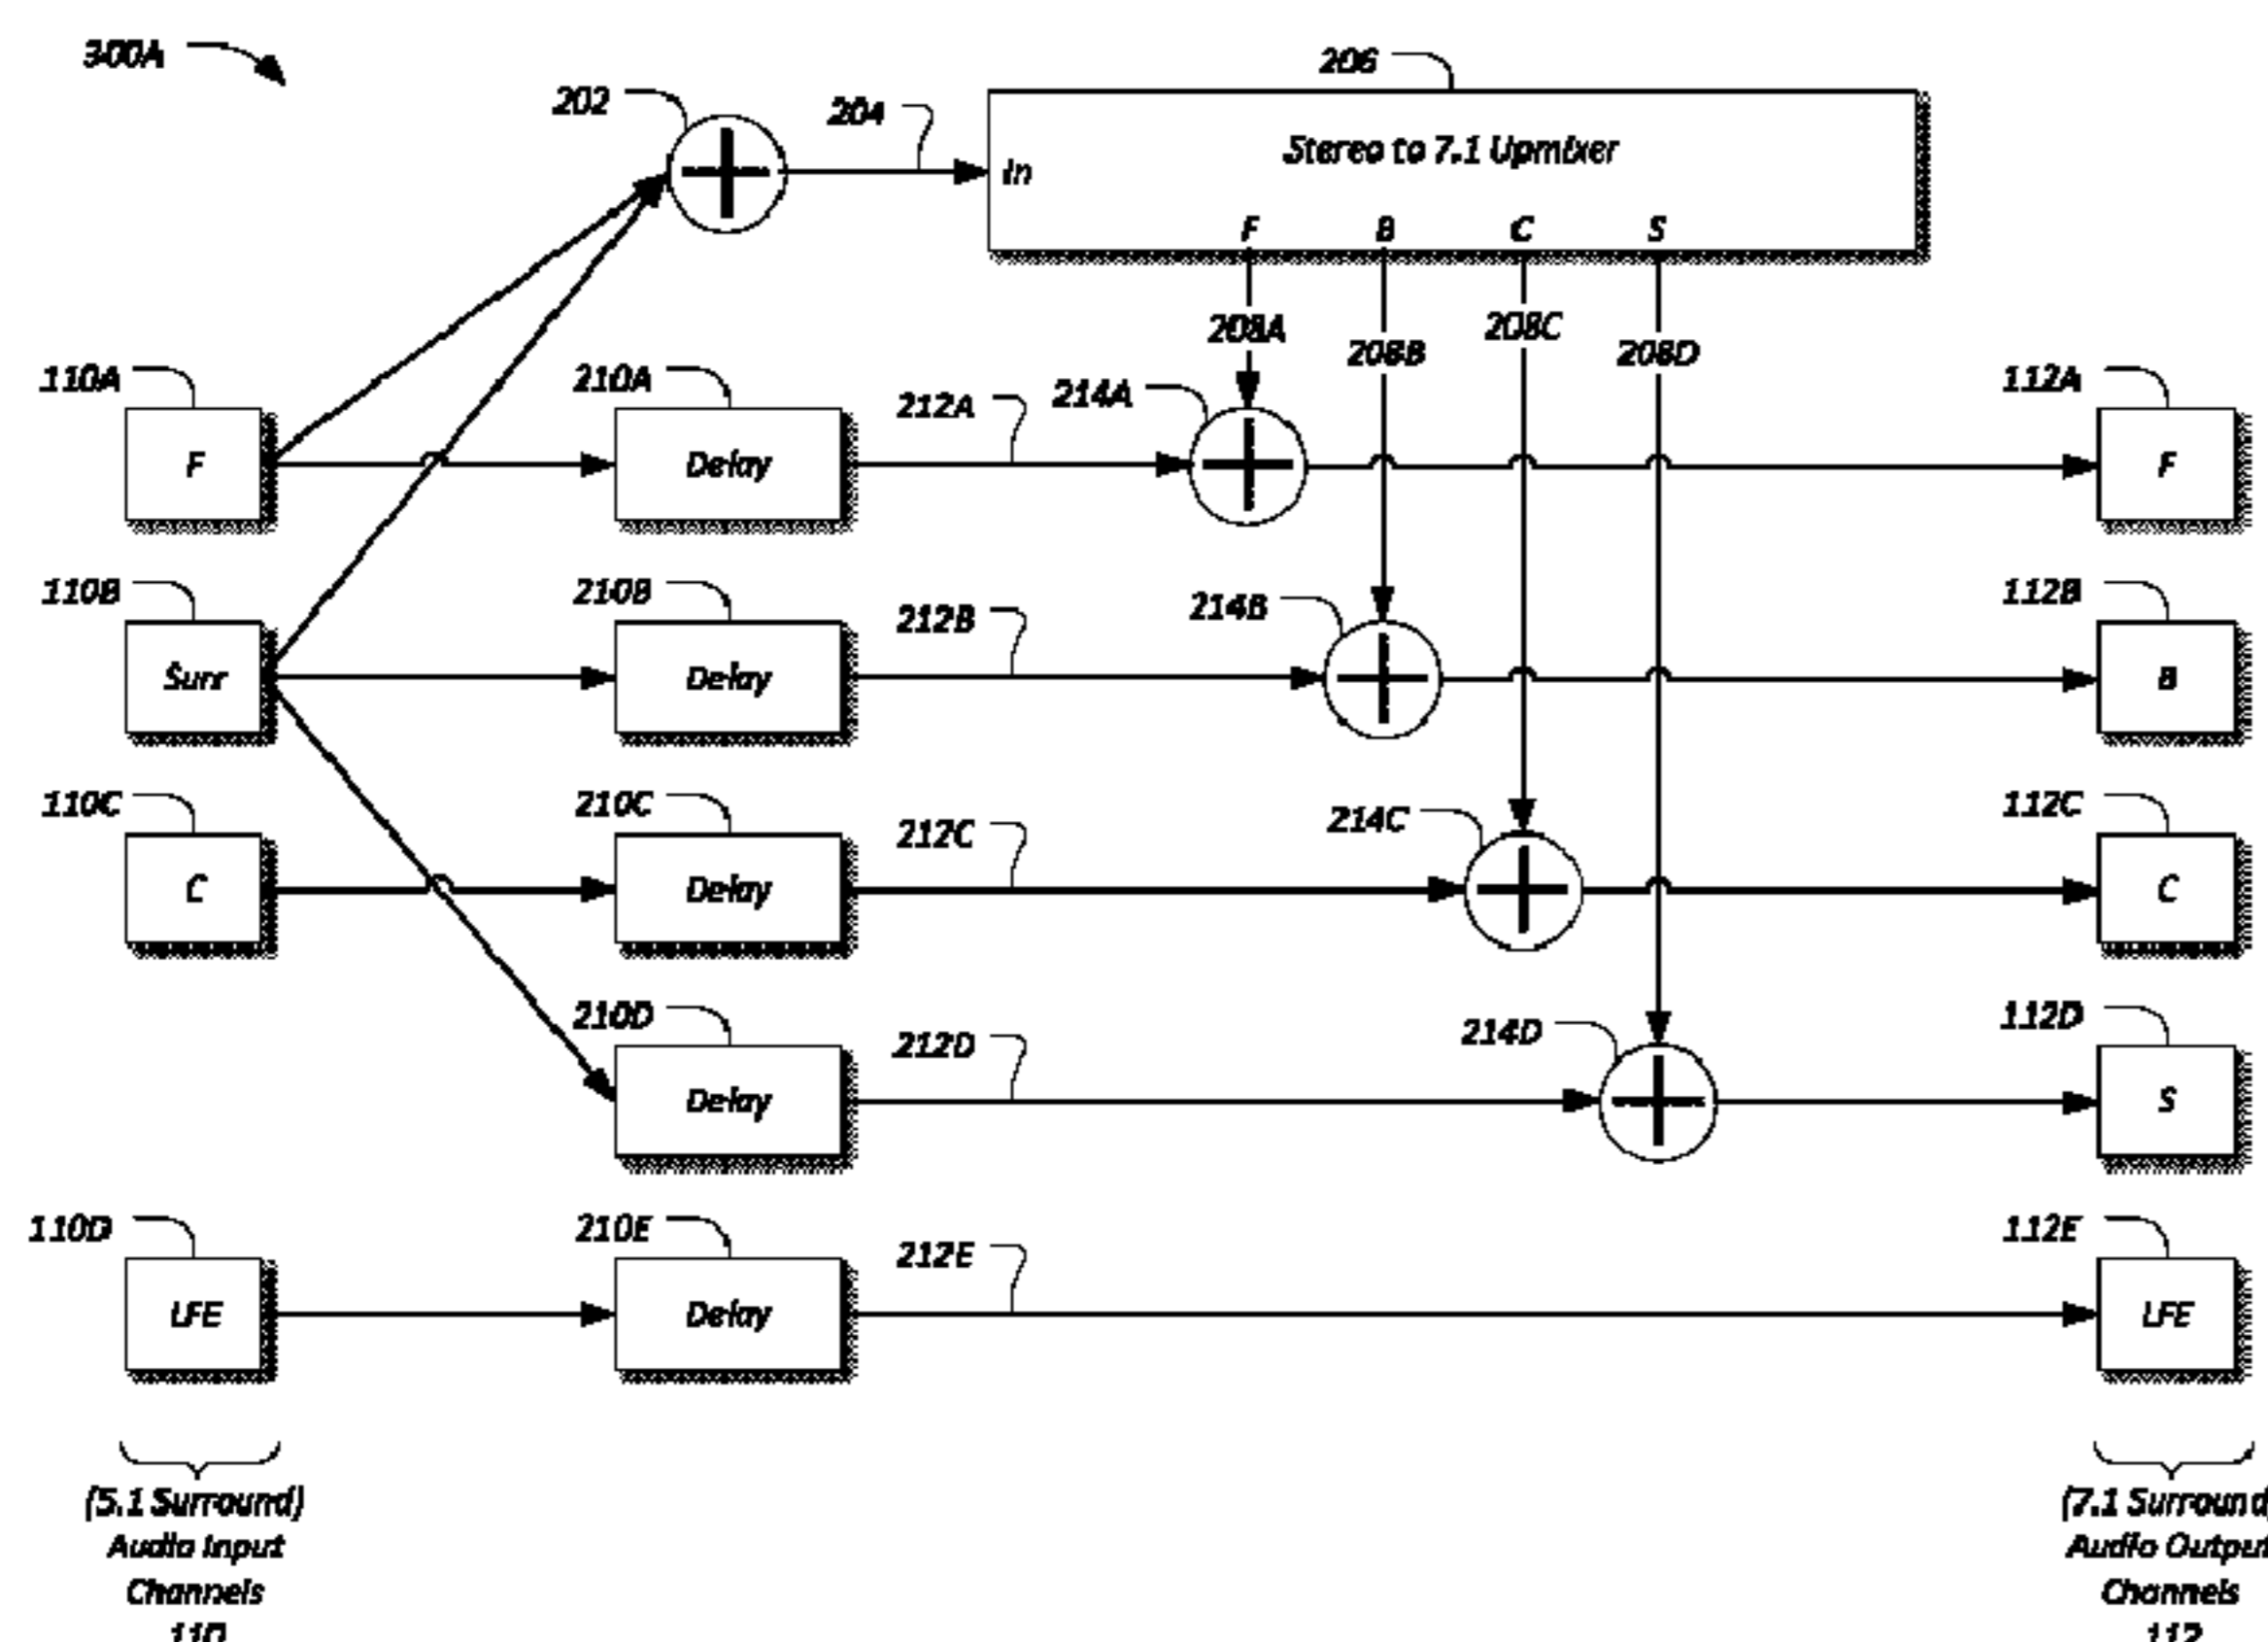 300A
202
204
206
Stereo to 7.1 Upmixer
In
F B C S
208A 208B 208C 208D
110A 210A 212A 214A 112A
F Delay F
110B 210B 212B 214B 112B
Surr Delay B
110C 210C 212C 214C 112C
C Delay C
210D 212D 214D 112D
Delay S
110D 210E 212E 112E
LFE Delay LFE
(5.1 Surround)
Audio Input
Channels
110
(7.1 Surround)
Audio Output
Channels
112